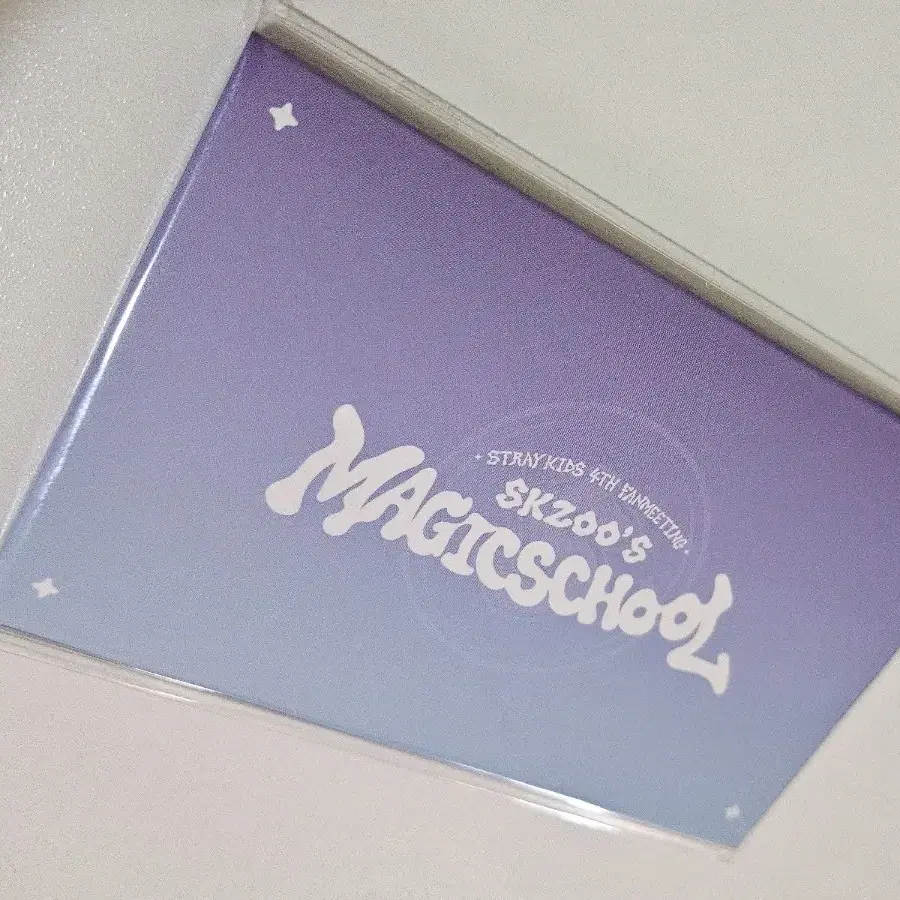 STRAY KIDS 4TH FANMEETING
SKZOO'S
MAGICSCHOOL